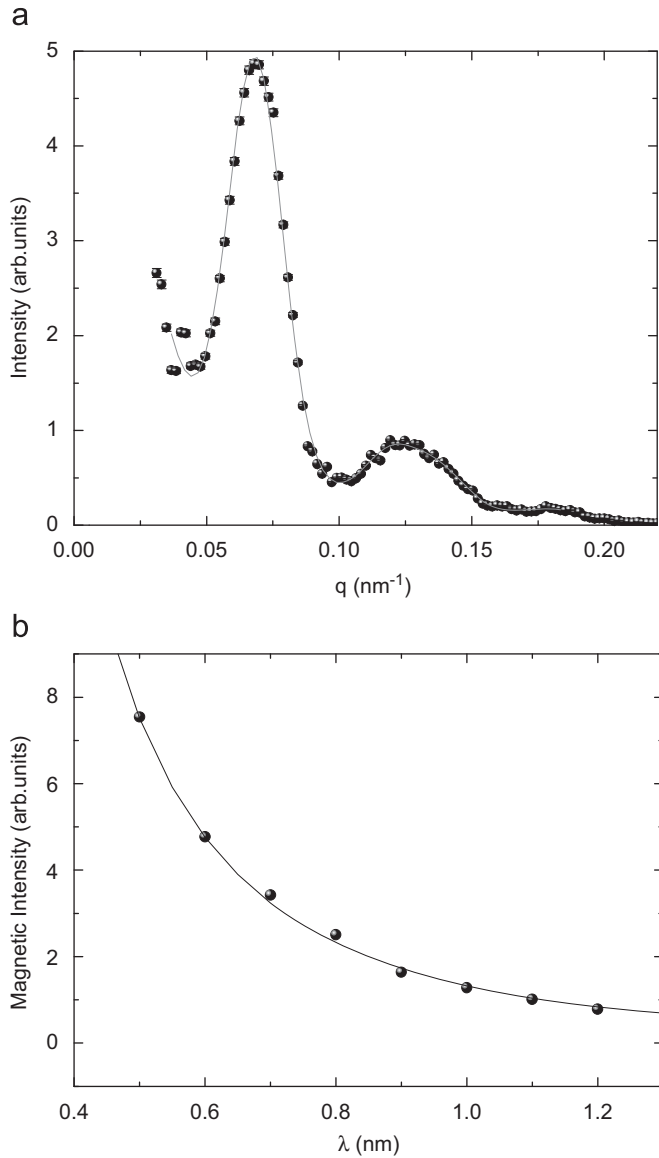 a
5
4
3
2
1
0
Intensity (arb.units)
0.00 0.05 0.10 0.15 0.20
q (nm⁻¹)
b
8
6
4
2
0
Magnetic Intensity (arb.units)
0.4 0.6 0.8 1.0 1.2
λ (nm)